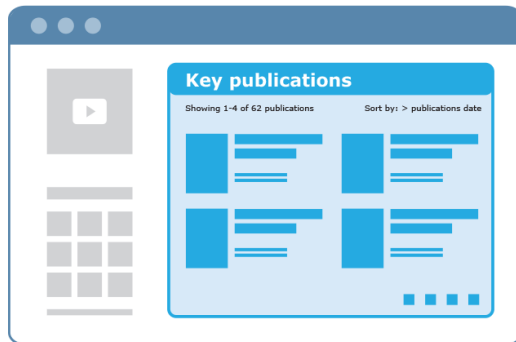 Key publications
Showing 1-4 of 62 publications
Sort by: > publications date